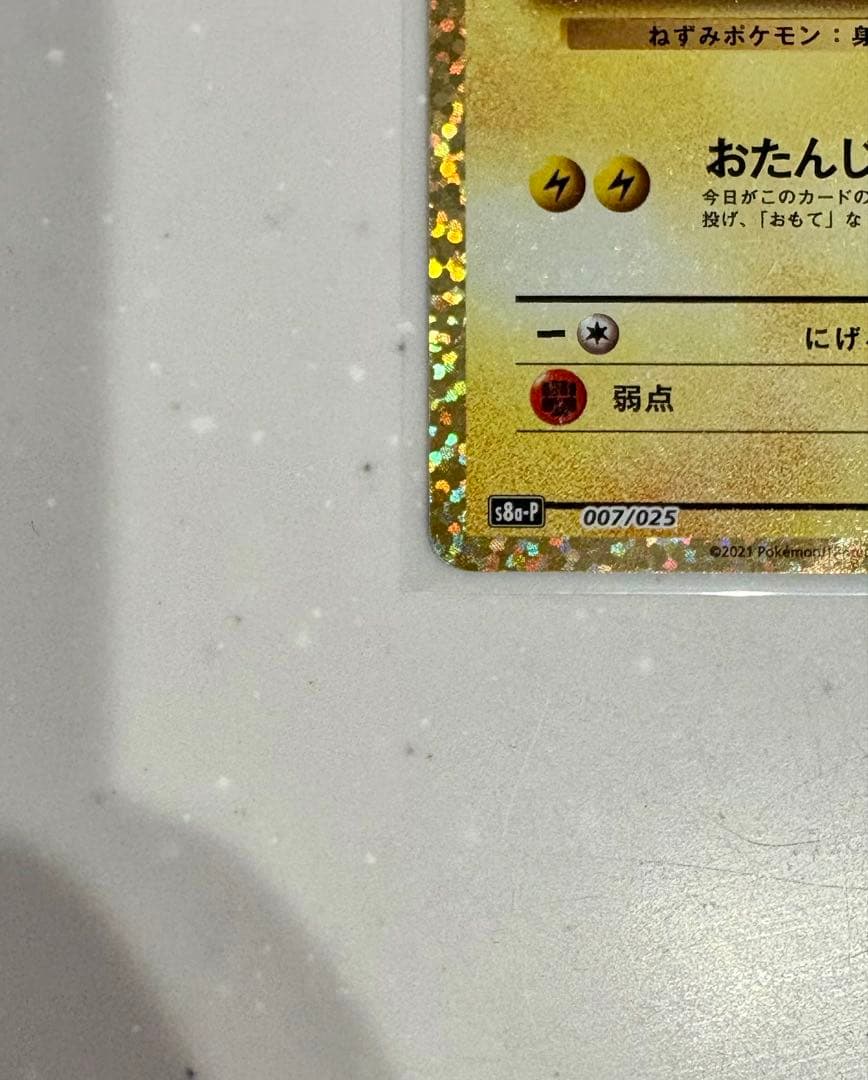 ねずみポケモン：身
おたんじ
今日がこのカードの
投げ、「おもて」な
にげ
弱点
s8a-P 007/025
©2021 Pokémon